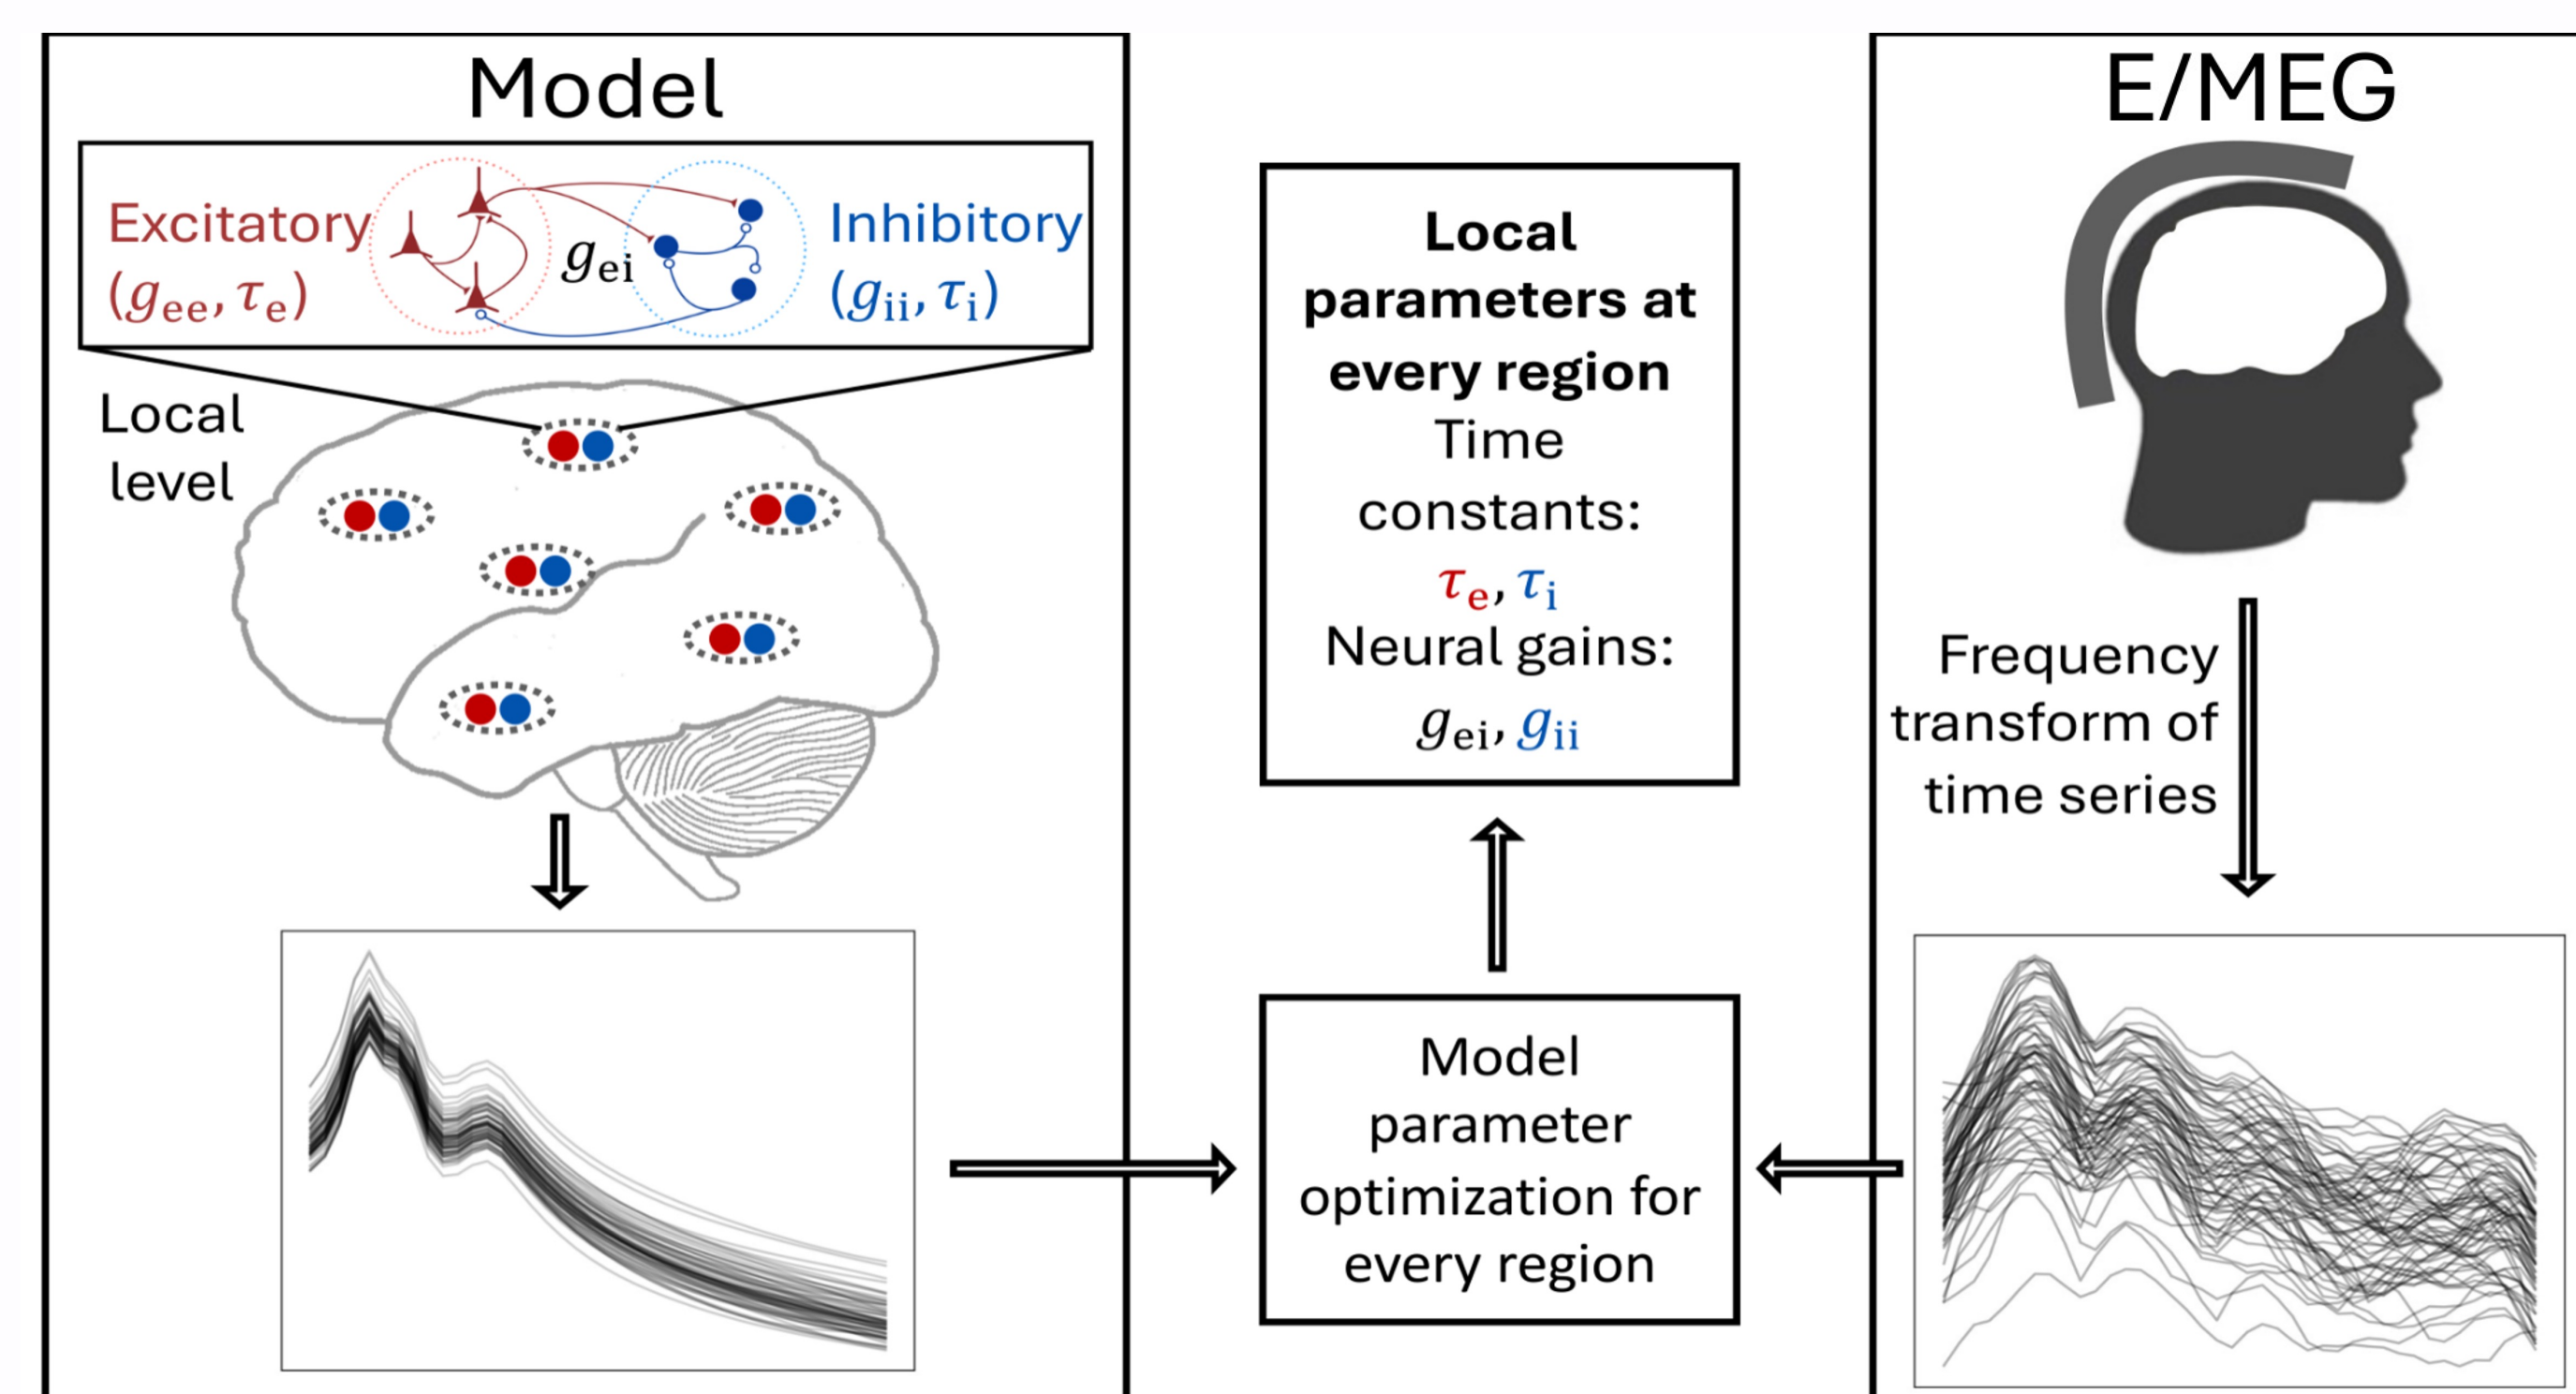 Model
Excitatory
(gee, τe)
gei
Inhibitory
(gii, τi)
Local
level
Local
parameters at
every region
Time
constants:
τe, τi
Neural gains:
gei, gii
Model
parameter
optimization for
every region
E/MEG
Frequency
transform of
time series